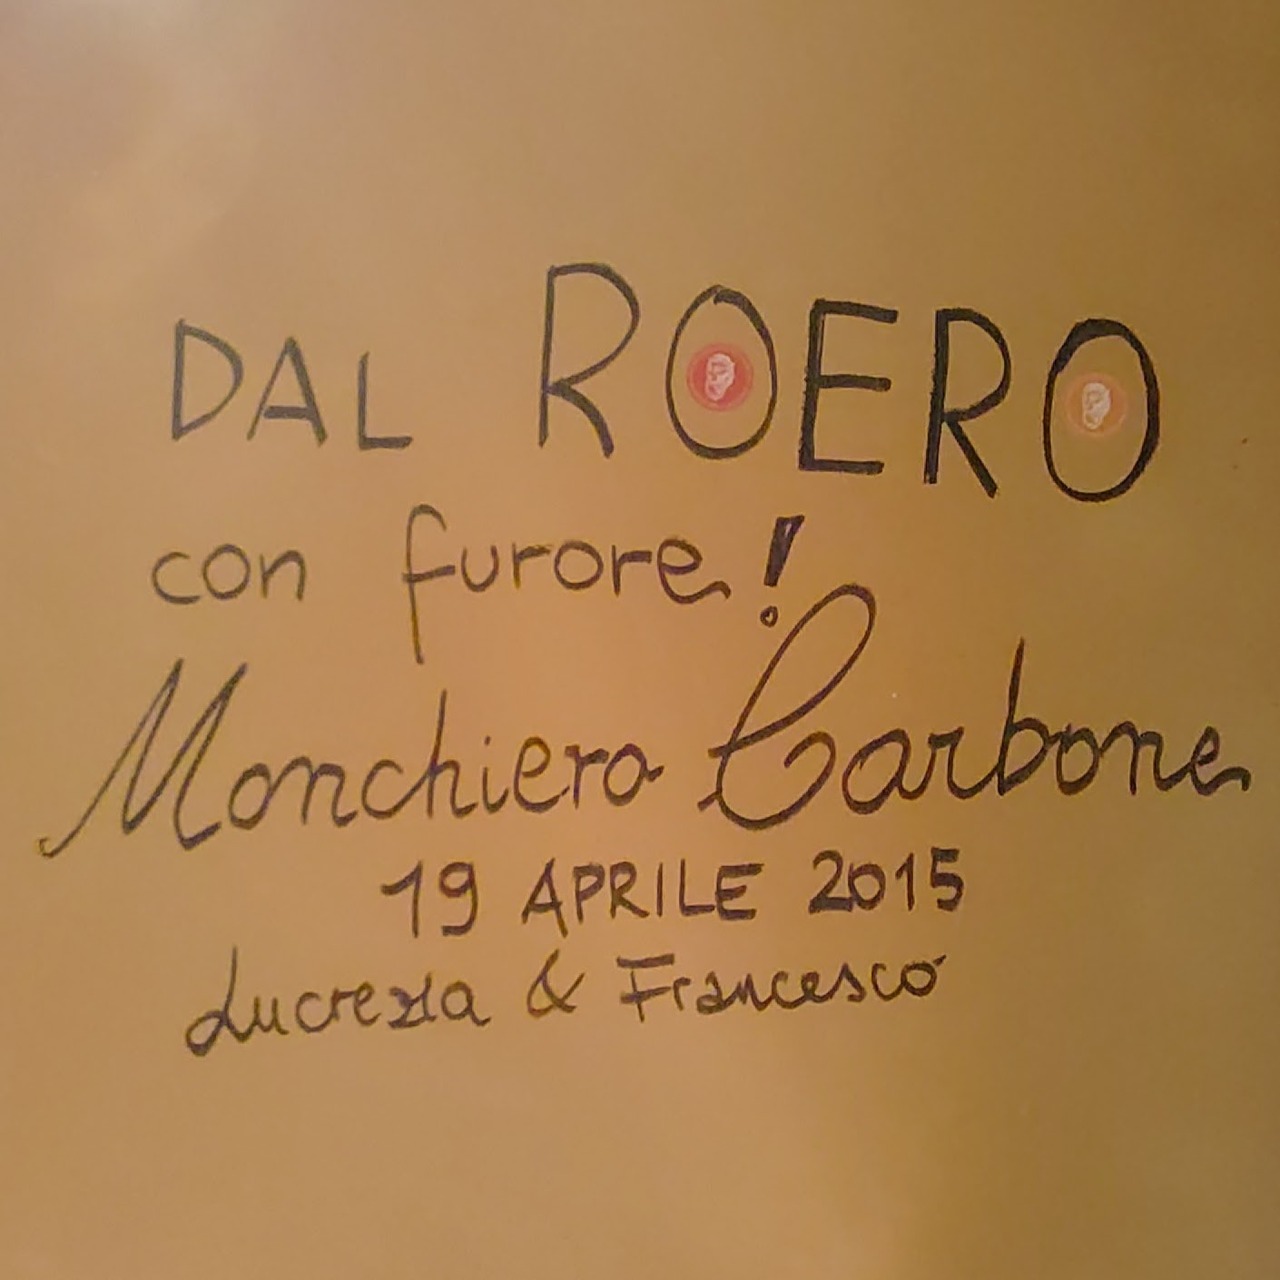 DAL ROERO
con furore!
Monchiero Carbone
19 APRILE 2015
Lucrezia & Francesco